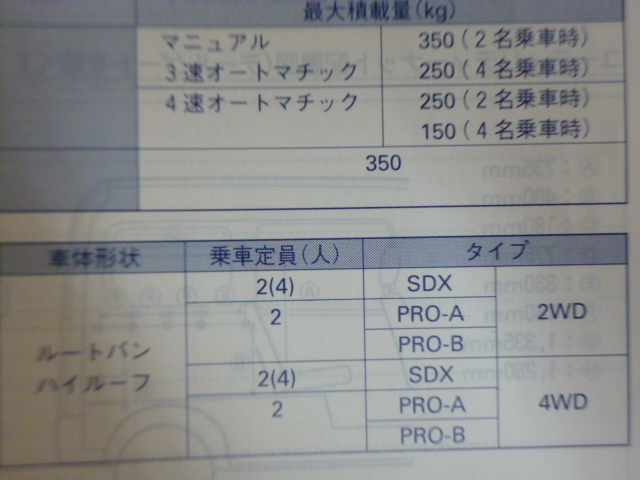 最大積載量(kg)
マニュアル 350(2名乗車時)
3速オートマチック 250(4名乗車時)
4速オートマチック 250(2名乗車時)
150(4名乗車時)
350
車体形状 乗車定員(人) タイプ
2(4) SDX
2 PRO-A 2WD
PRO-B
ルートバン
ハイルーフ
2(4) SDX
2 PRO-A 4WD
PRO-B